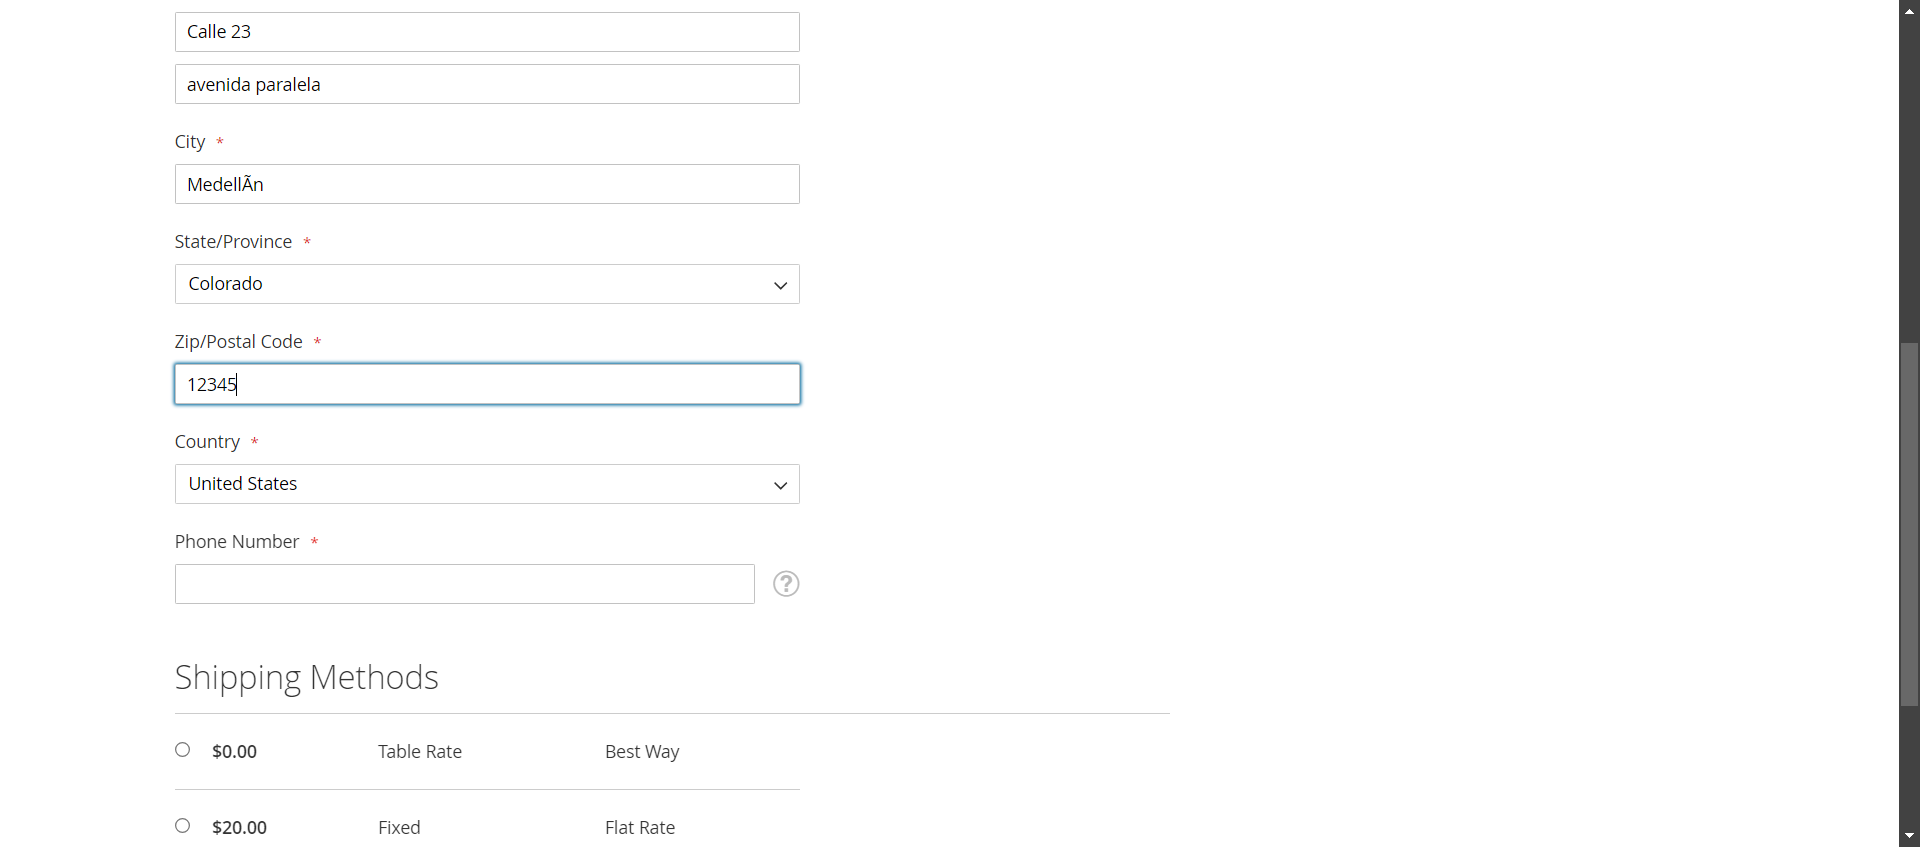 Calle 23
avenida paralela
City *
MedellÃn
State/Province *
Colorado
Zip/Postal Code *
12345
Country *
United States
Phone Number *
?
Shipping Methods
$0.00 Table Rate Best Way
$20.00 Fixed Flat Rate